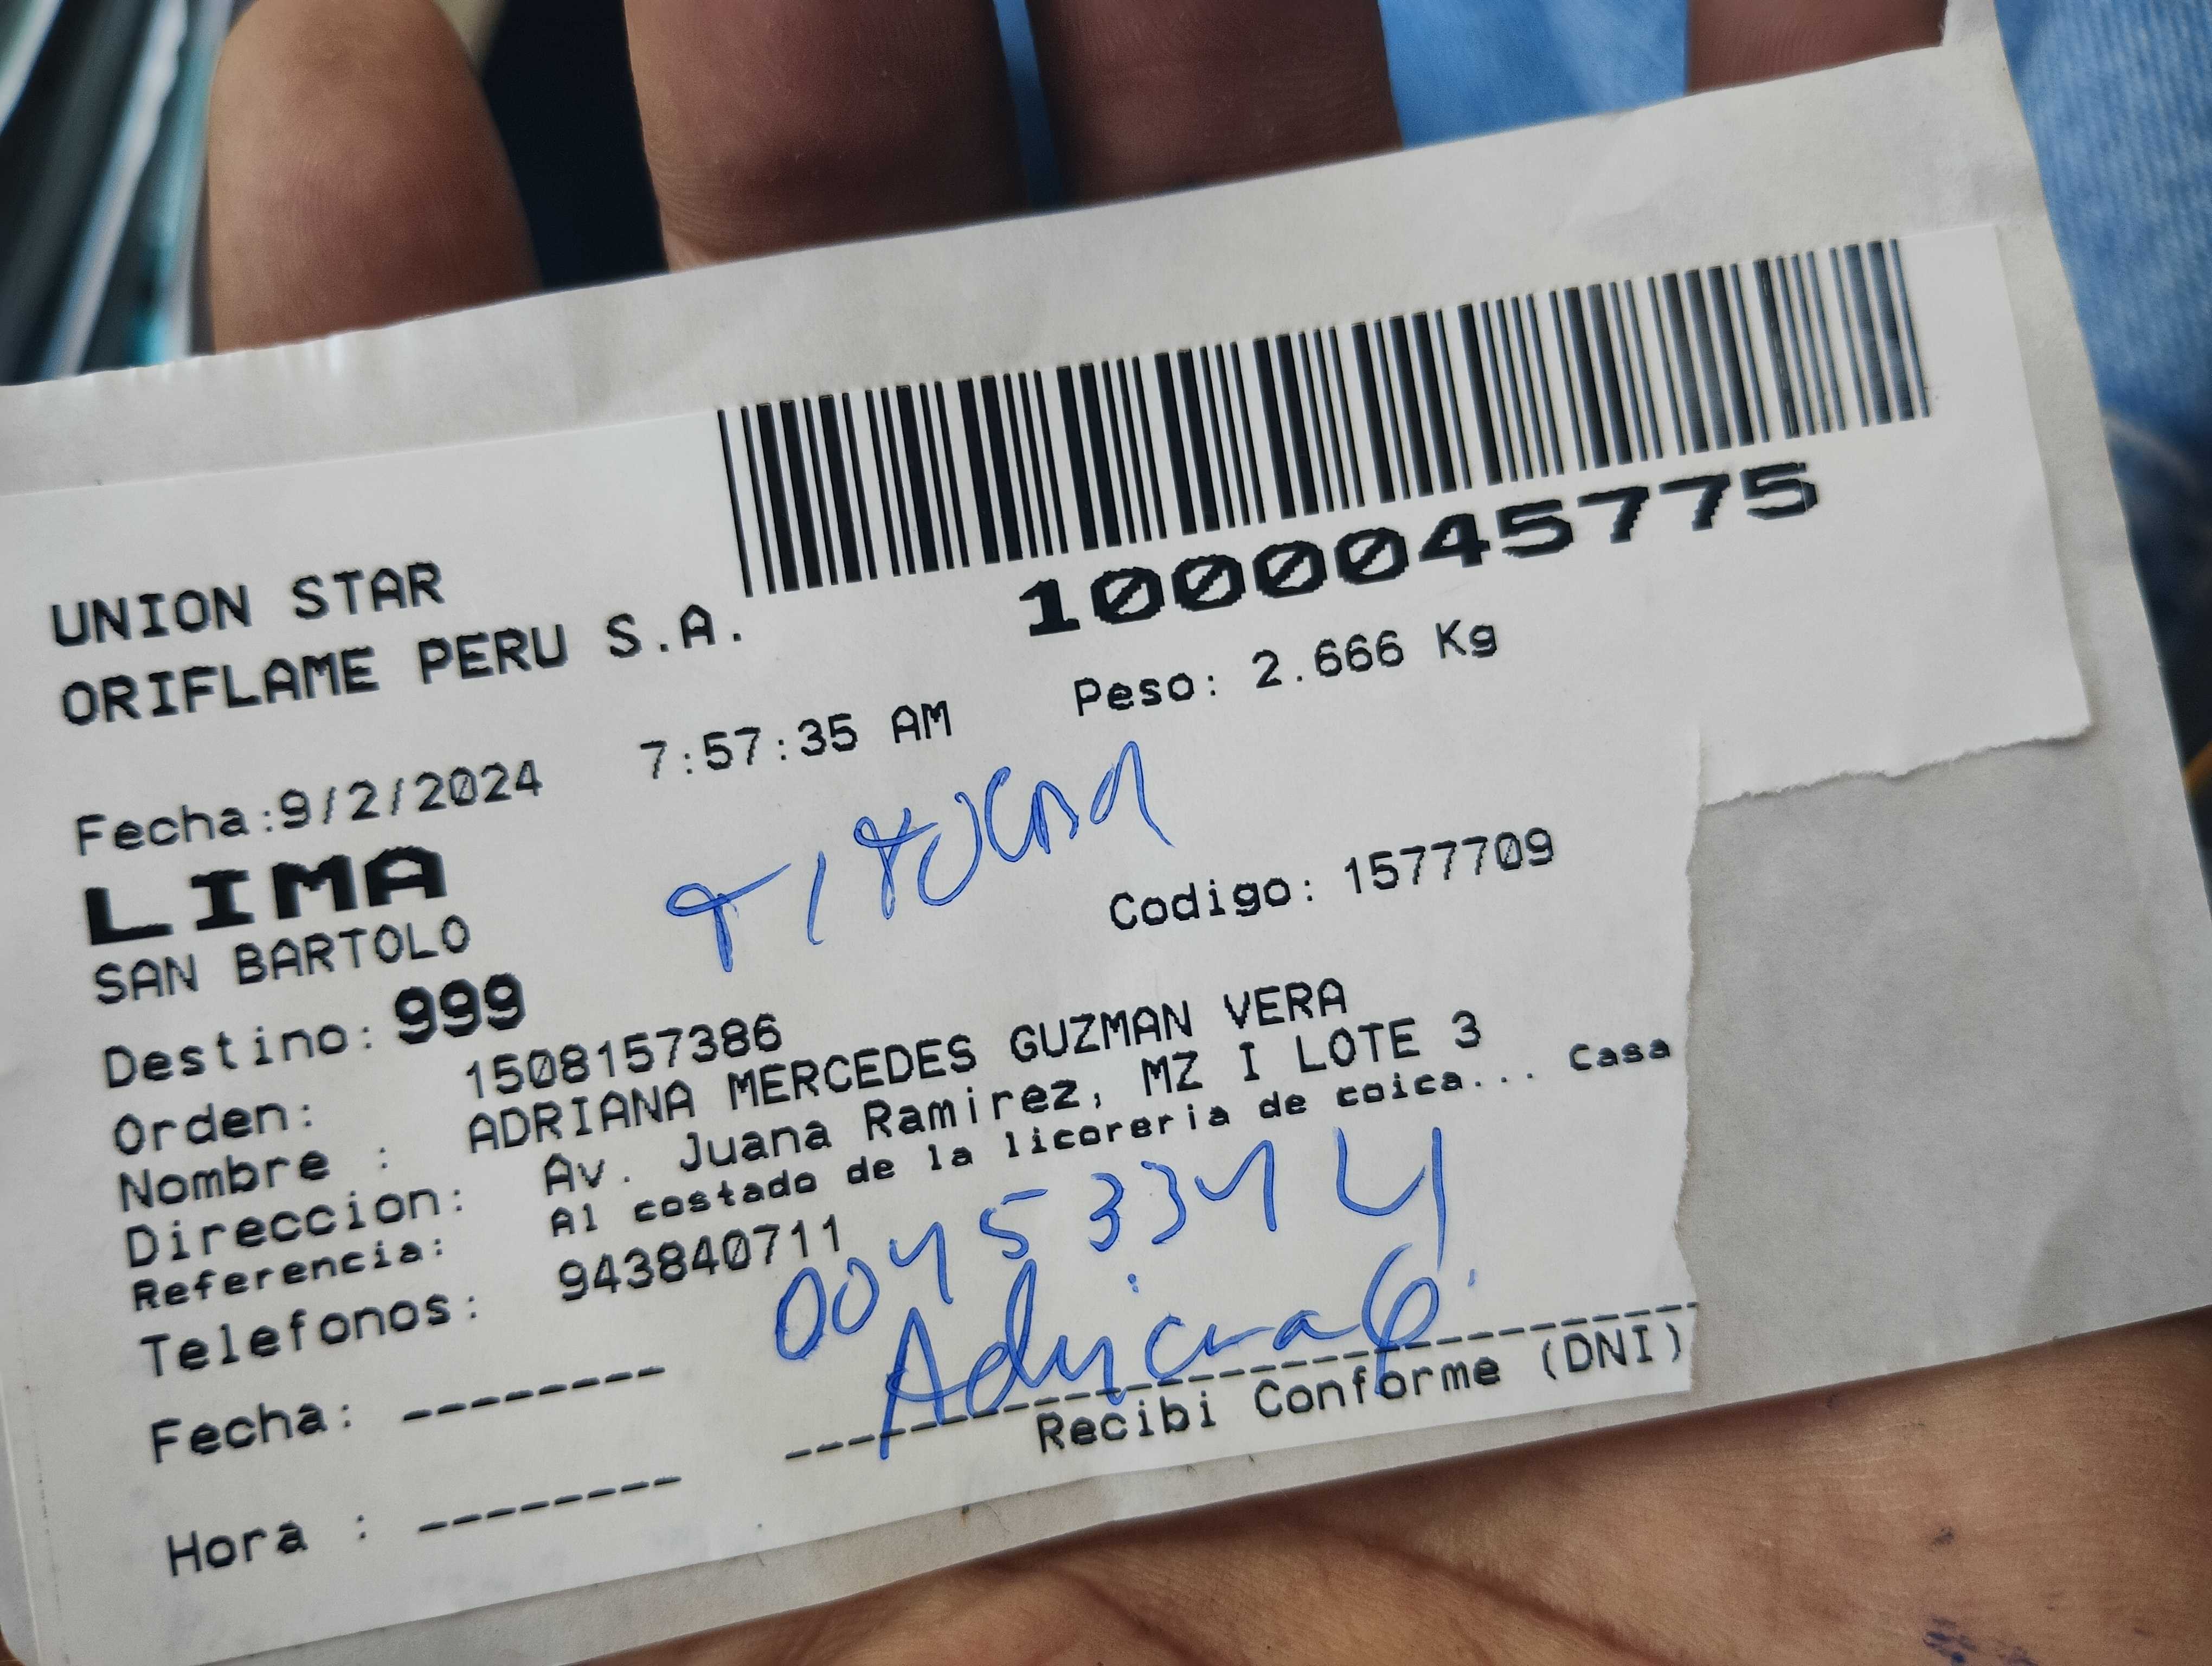 1000045775
UNION STAR
ORIFLAME PERU S.A.
Peso: 2.666 Kg
Fecha:9/2/2024 7:57:35 AM
LIMA
SAN BARTOLO
Codigo: 1577709
Destino: 999
Orden: 1508157386
Nombre : ADRIANA MERCEDES GUZMAN VERA
Direccion: Av. Juana Ramirez, MZ I LOTE 3
Referencia: Al costado de la licoreria de coica... Casa
Telefonos: 943840711
Adriana G.
Fecha: --------
Recibi Conforme (DNI)
Hora : --------